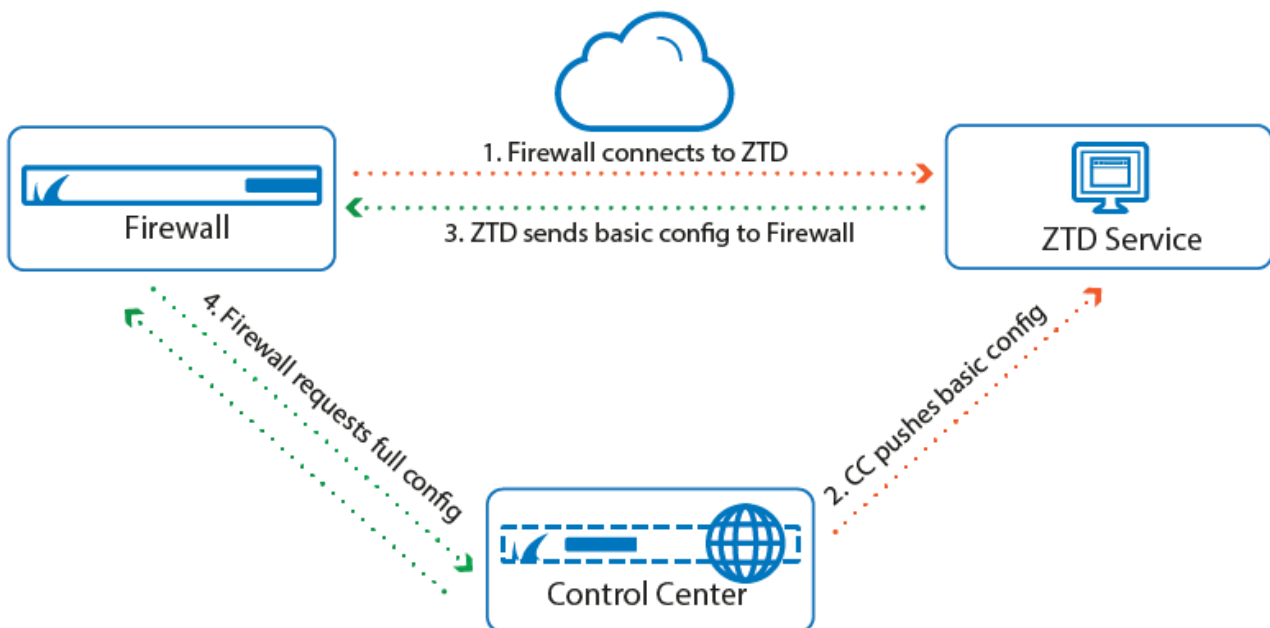 1. Firewall connects to ZTD
Firewall
3. ZTD sends basic config to Firewall
ZTD Service
4. Firewall requests full config
2. CC pushes basic config
Control Center